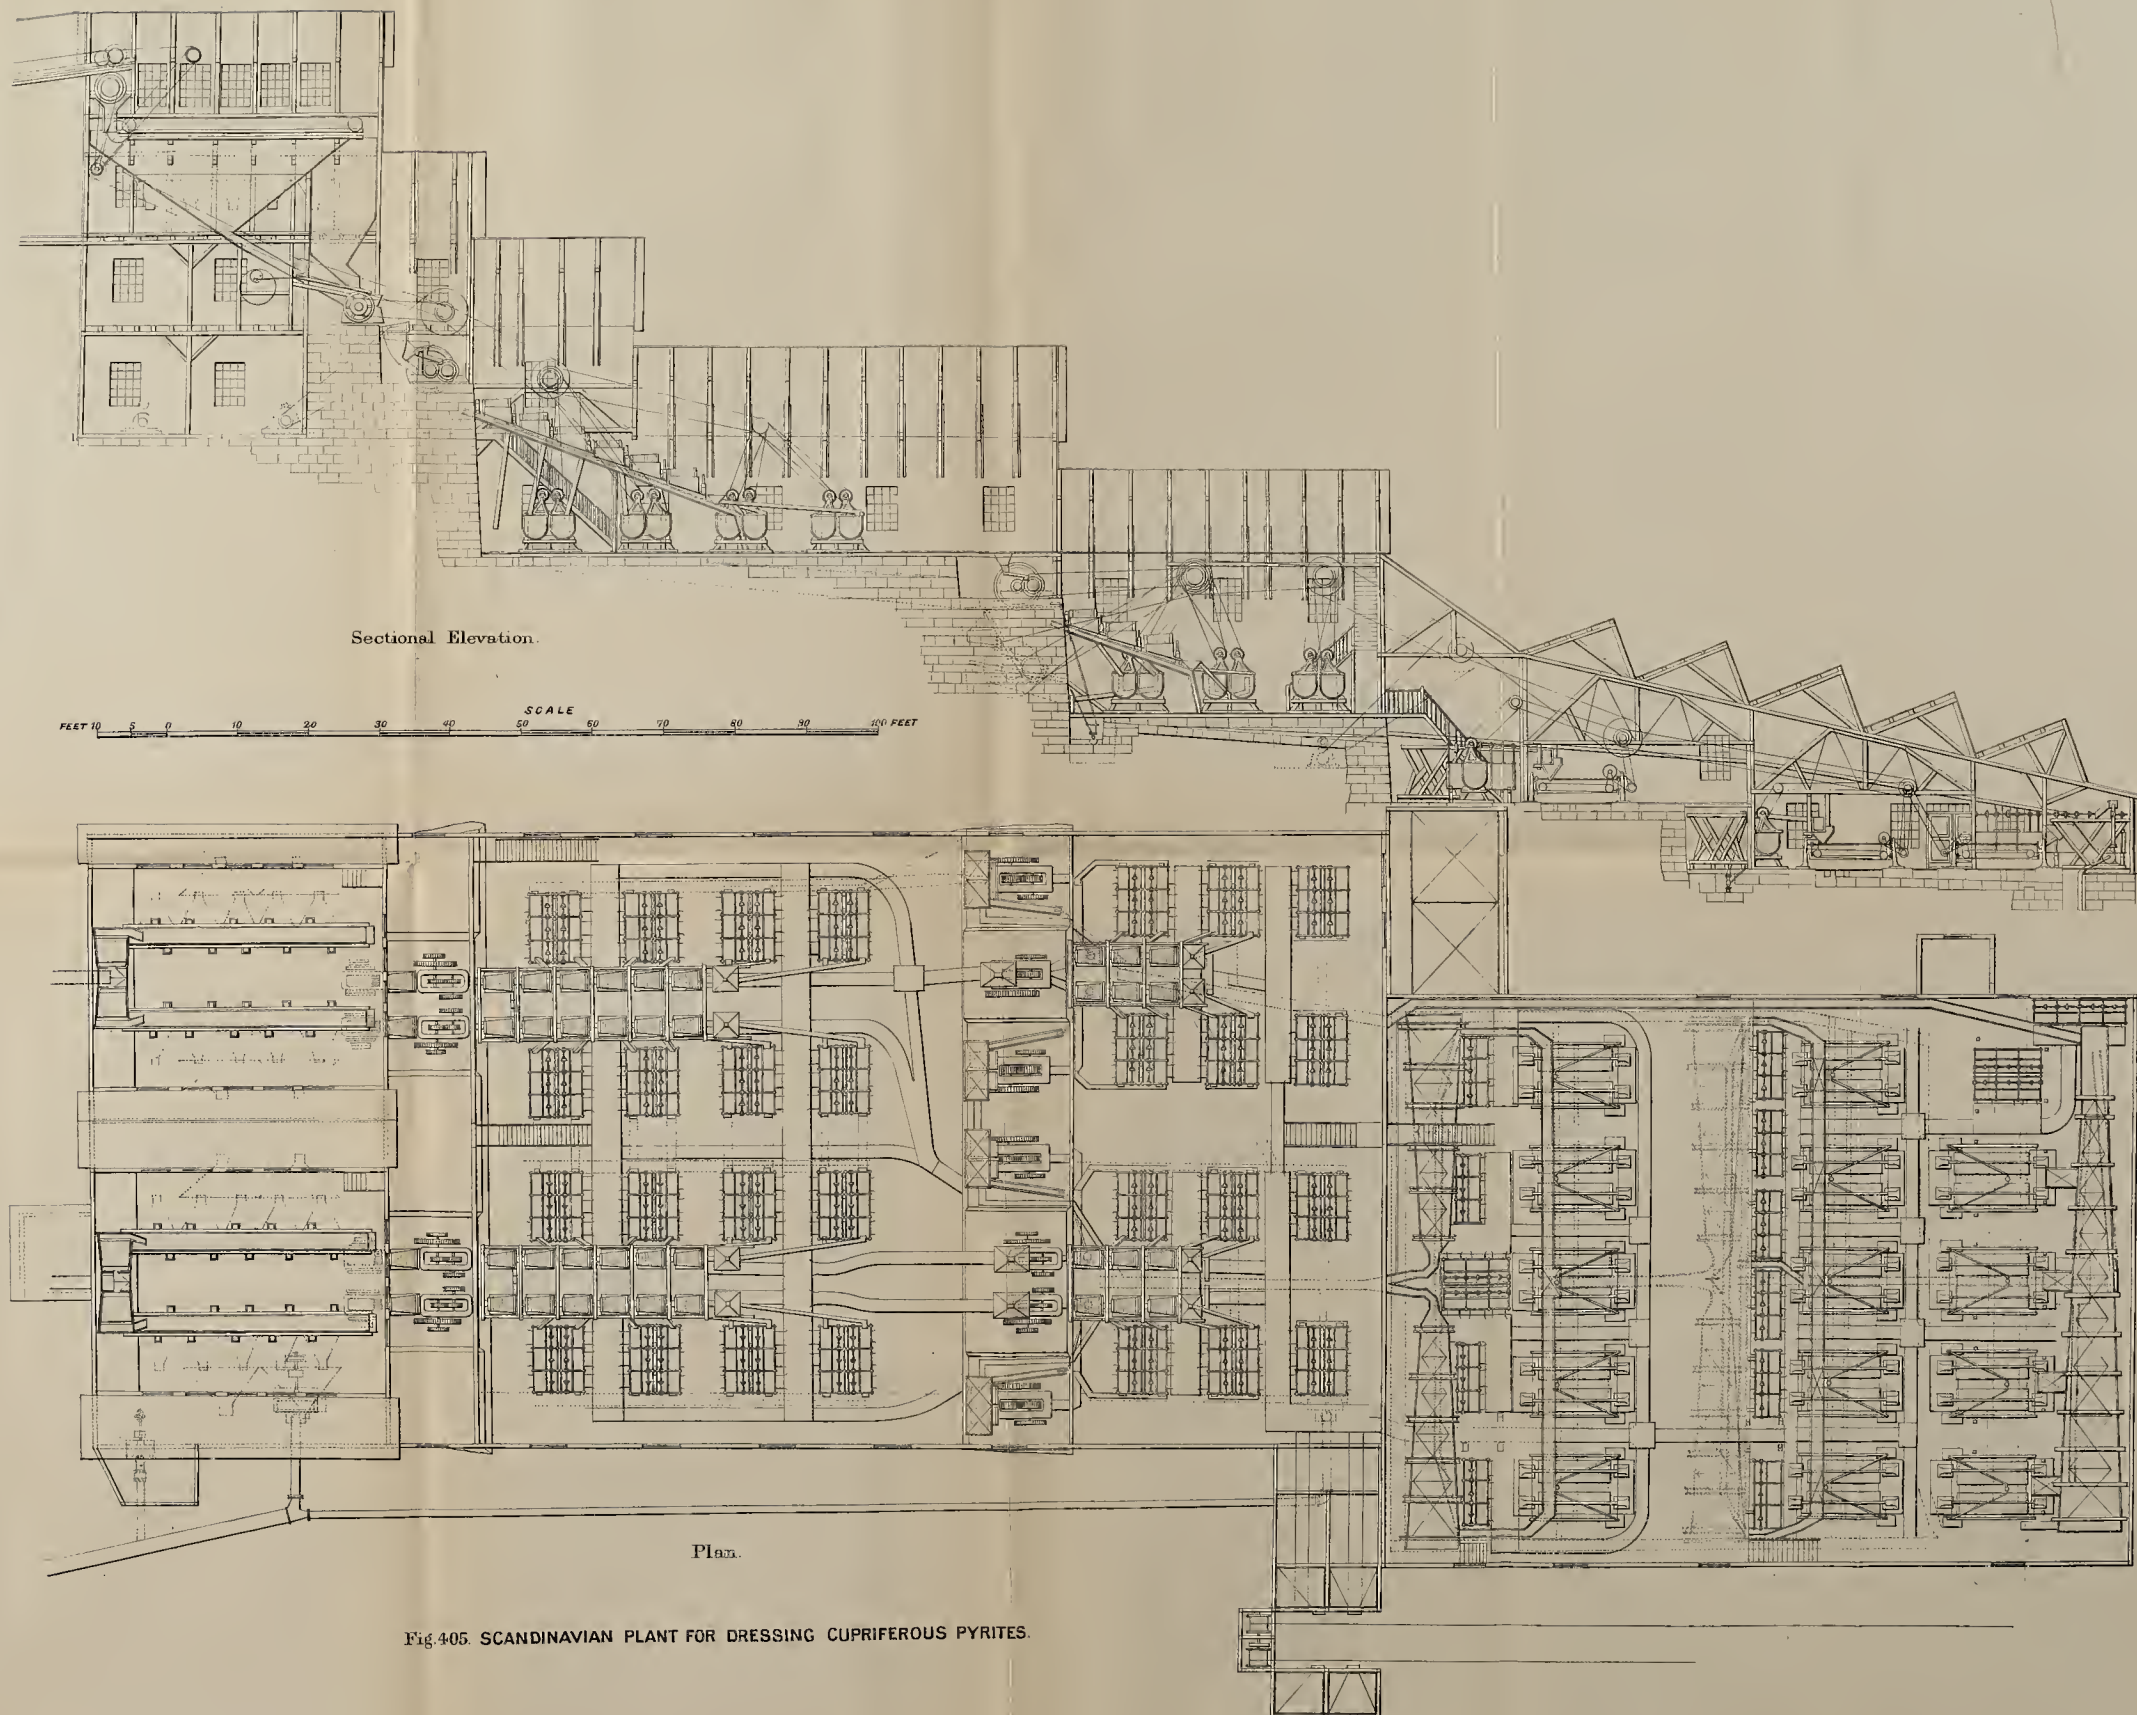 Sectional Elevation.
SCALE
FEET 10 5 0 10 20 30 40 50 60 70 80 90 100 FEET
Plan.
Fig.405. SCANDINAVIAN PLANT FOR DRESSING CUPRIFEROUS PYRITES.